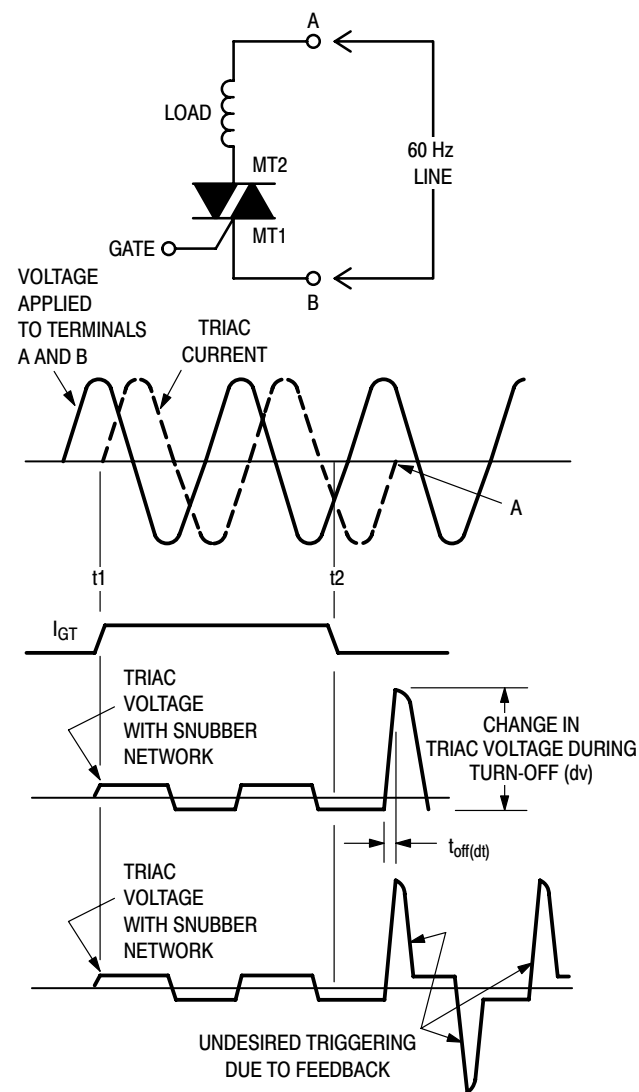 A
LOAD
MT2
60 Hz
LINE
MT1
GATE
B
VOLTAGE
APPLIED
TO TERMINALS
A AND B
TRIAC
CURRENT
A
t1
t2
IGT
TRIAC
VOLTAGE
WITH SNUBBER
NETWORK
CHANGE IN
TRIAC VOLTAGE DURING
TURN-OFF (dv)
toff(dt)
TRIAC
VOLTAGE
WITH SNUBBER
NETWORK
UNDESIRED TRIGGERING
DUE TO FEEDBACK